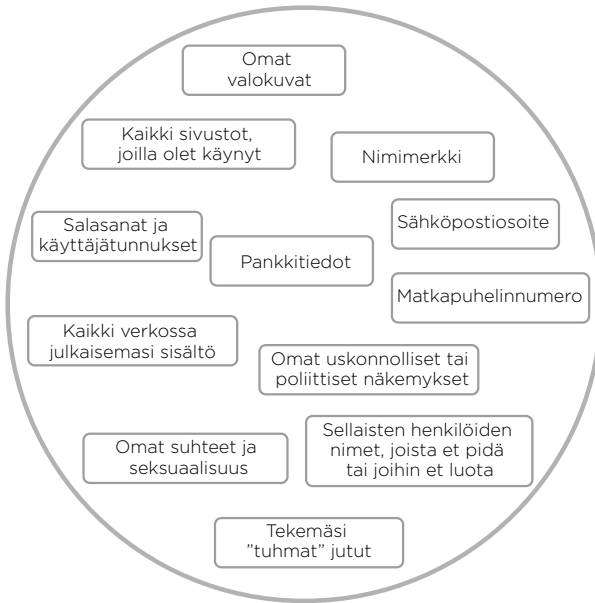 Omat
valokuvat
Kaikki sivustot,
joilla olet käynyt
Nimimerkki
Salasanat ja
käyttäjätunnukset
Sähköpostiosoite
Pankkitiedot
Matkapuhelinnumero
Kaikki verkossa
julkaisemasi sisältö
Omat uskonnolliset tai
poliittiset näkemykset
Omat suhteet ja
seksuaalisuus
Sellaisten henkilöiden
nimet, joista et pidä
tai joihin et luota
Tekemäsi
”tuhmat” jutut